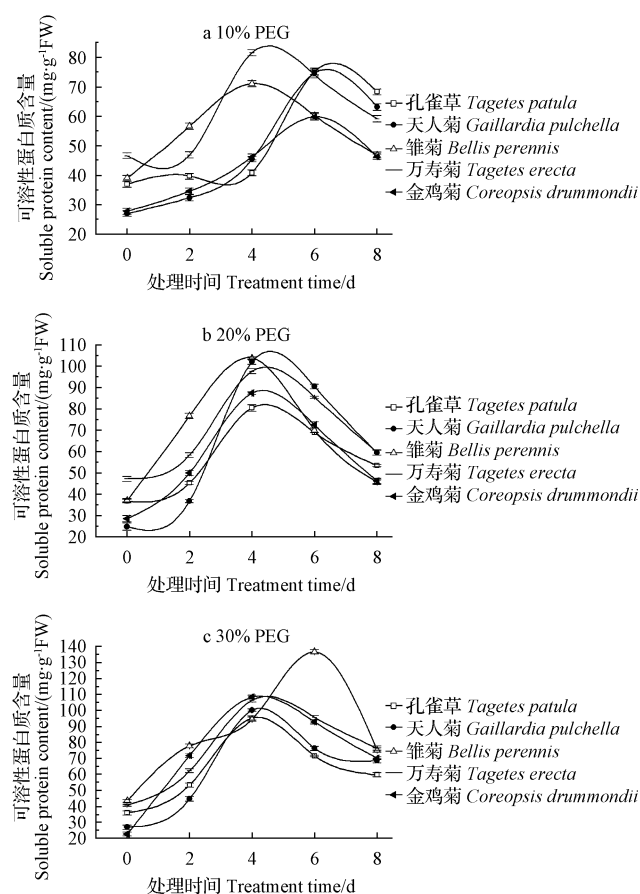 a 10% PEG
可溶性蛋白质含量
Soluble protein content/(mg·g⁻¹FW)
80
70
60
50
40
30
20
0 2 4 6 8
处理时间 Treatment time/d
孔雀草 Tagetes patula
天人菊 Gaillardia pulchella
雏菊 Bellis perennis
万寿菊 Tagetes erecta
金鸡菊 Coreopsis drummondii
b 20% PEG
可溶性蛋白质含量
Soluble protein content/(mg·g⁻¹FW)
110
100
90
80
70
60
50
40
30
20
0 2 4 6 8
处理时间 Treatment time/d
孔雀草 Tagetes patula
天人菊 Gaillardia pulchella
雏菊 Bellis perennis
万寿菊 Tagetes erecta
金鸡菊 Coreopsis drummondii
c 30% PEG
可溶性蛋白质含量
Soluble protein content/(mg·g⁻¹FW)
140
130
120
110
100
90
80
70
60
50
40
30
20
0 2 4 6 8
处理时间 Treatment time/d
孔雀草 Tagetes patula
天人菊 Gaillardia pulchella
雏菊 Bellis perennis
万寿菊 Tagetes erecta
金鸡菊 Coreopsis drummondii